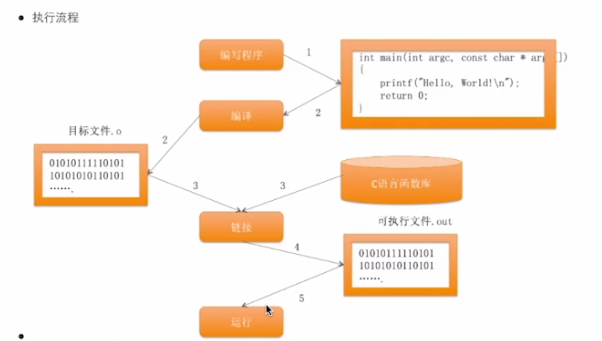 执行流程
编写程序
1
int main(int argc, const char * arg [])
{
printf("Hello, World!\n");
return 0;
}
编译
2
2
目标文件.o
01010111110101
10101010110101
…….
3
3
C语言函数库
链接
可执行文件.out
4
01010111110101
10101010110101
…….
5
运行